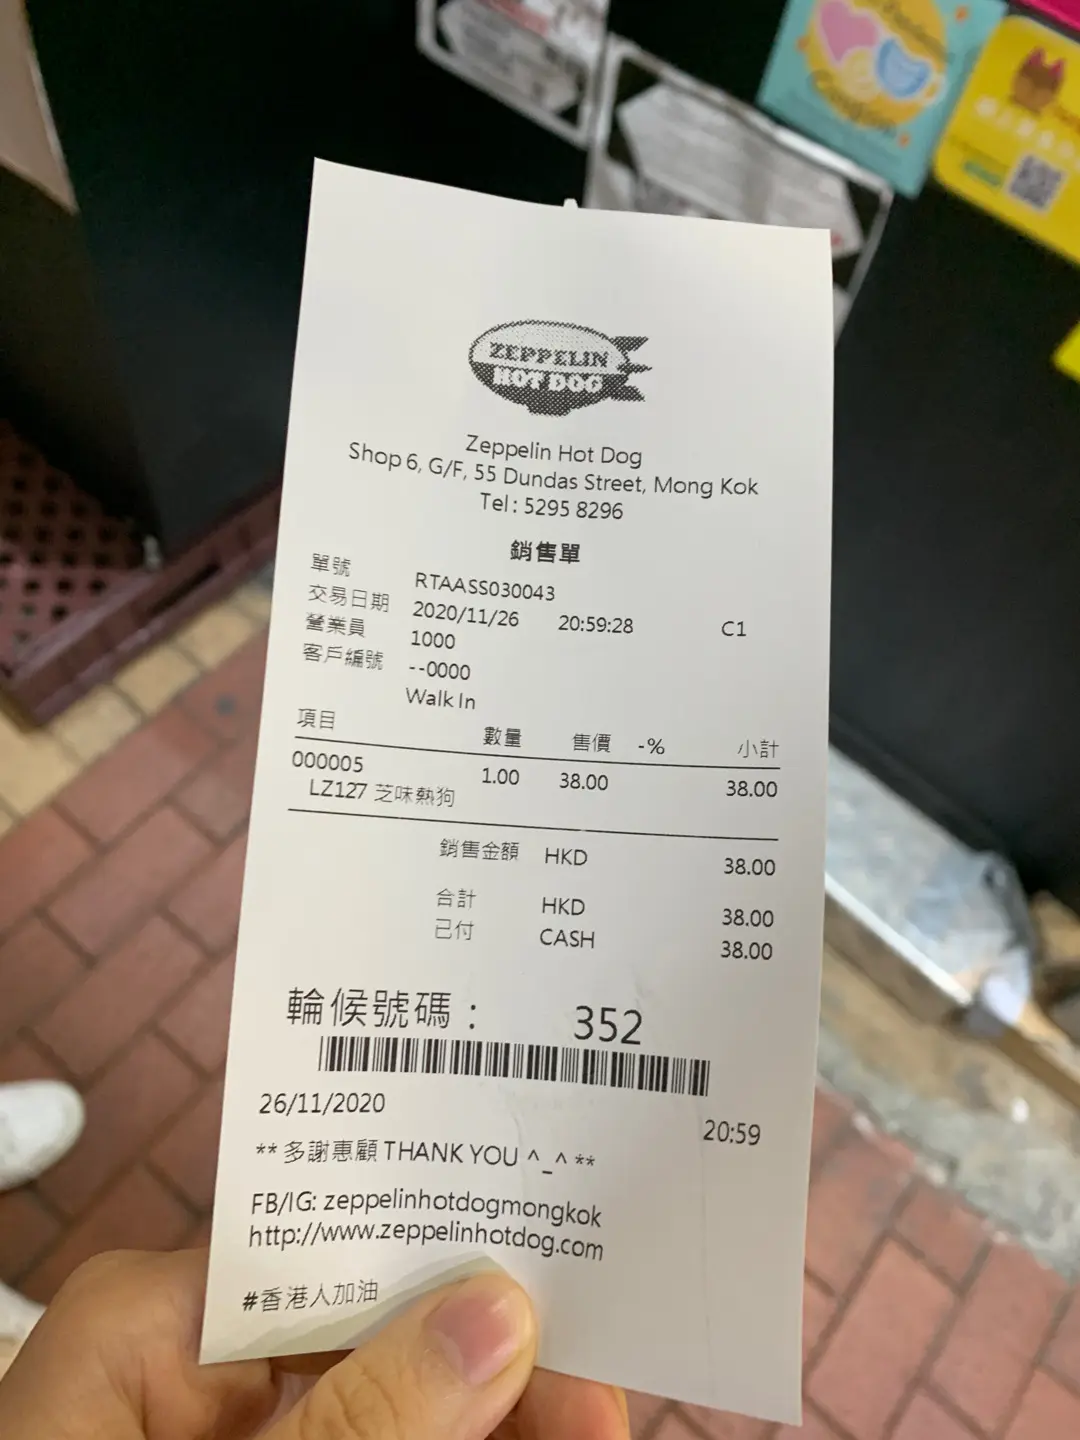 ZEPPELIN
HOT DOG
Zeppelin Hot Dog
Shop 6, G/F, 55 Dundas Street, Mong Kok
Tel : 5295 8296
銷售單
單號 RTAASS030043
交易日期 2020/11/26 20:59:28 C1
營業員 1000
客戶編號 --0000
Walk In
項目 數量 售價 -% 小計
000005 1.00 38.00 38.00
LZ127 芝味熱狗
銷售金額 HKD 38.00
合計 HKD 38.00
已付 CASH 38.00
輪候號碼： 352
26/11/2020 20:59
** 多謝惠顧 THANK YOU ^_^ **
FB/IG: zeppelinhotdogmongkok
http://www.zeppelinhotdog.com
#香港人加油